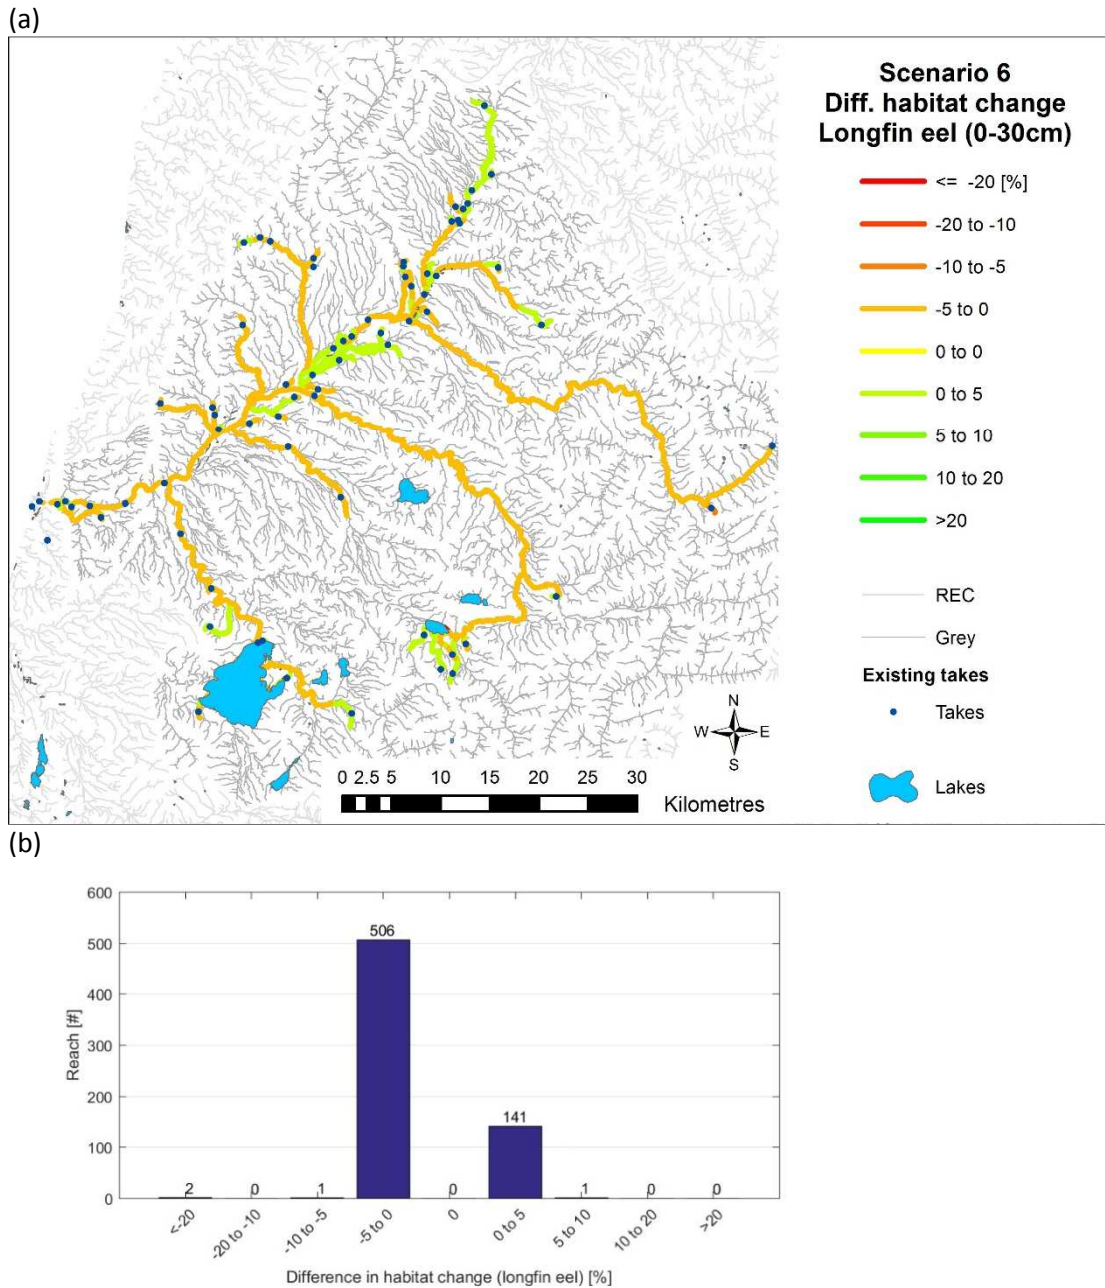 (a)
Scenario 6
Diff. habitat change
Longfin eel (0-30cm)
<= -20 [%]
-20 to -10
-10 to -5
-5 to 0
0 to 0
0 to 5
5 to 10
10 to 20
>20
REC
Grey
Existing takes
Takes
Lakes
N
W E
S
0 2.5 5 10 15 20 25 30
Kilometres
(b)
600
500
400
300
200
100
0
Reach [#]
2 0 1 506 0 141 1 0 0
<-20
-20 to -10
-10 to -5
-5 to 0
0
0 to 5
5 to 10
10 to 20
>20
Difference in habitat change (longfin eel) [%]